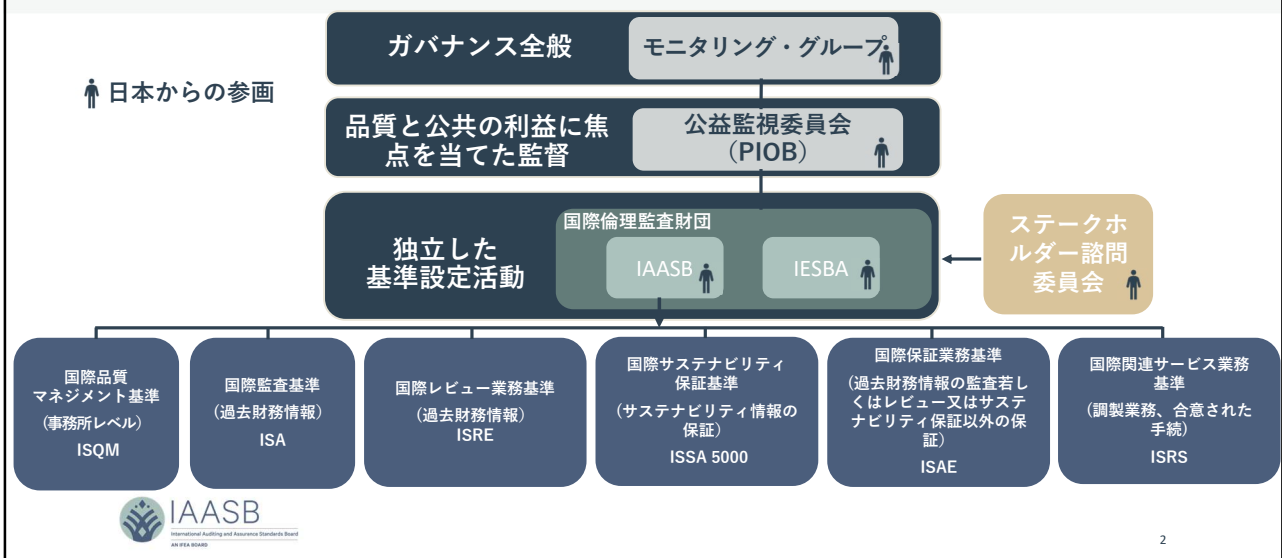 ガバナンス全般
モニタリング・グループ
日本からの参画
品質と公共の利益に焦
点を当てた監督
公益監視委員会
（PIOB）
国際倫理監査財団
独立した
基準設定活動
IAASB
IESBA
ステークホ
ルダー諮問
委員会
国際品質
マネジメント基準
（事務所レベル）
ISQM
国際監査基準
（過去財務情報）
ISA
国際レビュー業務基準
（過去財務情報）
ISRE
国際サステナビリティ
保証基準
（サステナビリティ情報の
保証）
ISSA 5000
国際保証業務基準
（過去財務情報の監査若し
くはレビュー又はサステ
ナビリティ保証以外の保
証）
ISAE
国際関連サービス業務
基準
（調製業務、合意された
手続）
ISRS
IAASB
International Auditing and Assurance Standards Board
AN IFEA BOARD
2